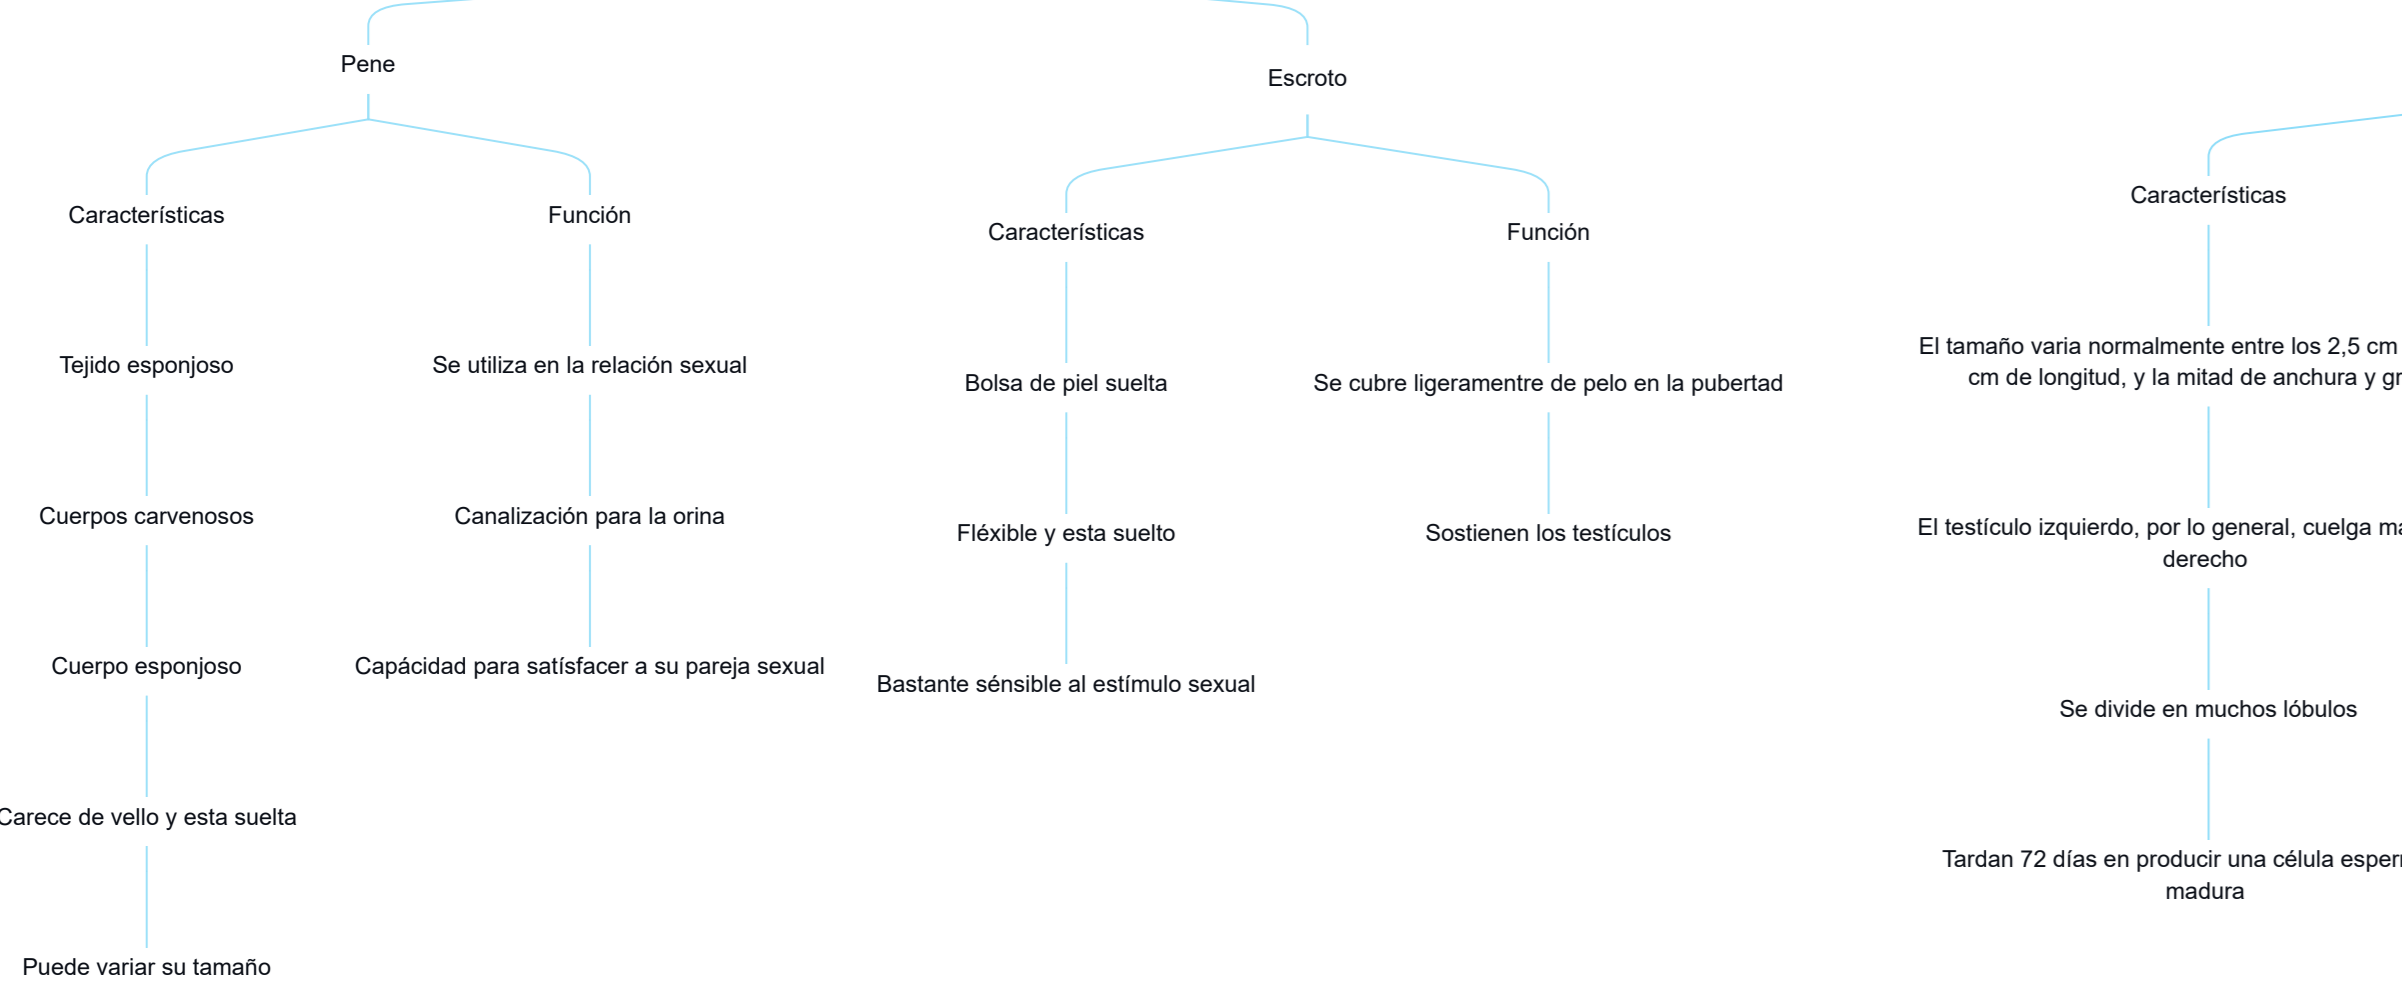 Pene
Escroto
Características
Función
Características
Función
Características
Tejido esponjoso
Se utiliza en la relación sexual
Bolsa de piel suelta
Se cubre ligeramentre de pelo en la pubertad
El tamaño varia normalmente entre los 2,5 cm
cm de longitud, y la mitad de anchura y
Cuerpos carvenosos
Canalización para la orina
Fléxible y esta suelto
Sostienen los testículos
El testículo izquierdo, por lo general, cuelga
derecho
Cuerpo esponjoso
Capácidad para satísfacer a su pareja sexual
Bastante sénsible al estímulo sexual
Se divide en muchos lóbulos
Carece de vello y esta suelta
Tardan 72 días en producir una célula
madura
Puede variar su tamaño